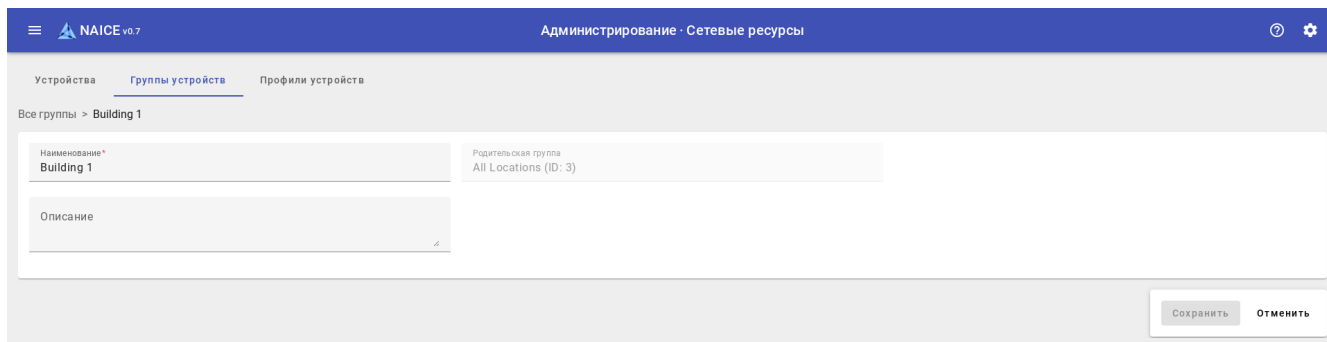 NAICE v0.7
Администрирование · Сетевые ресурсы
Устройства Группы устройств Профили устройств
Все группы > Building 1
Наименование* Родительская группа
Building 1 All Locations (ID: 3)
Описание
Сохранить Отменить